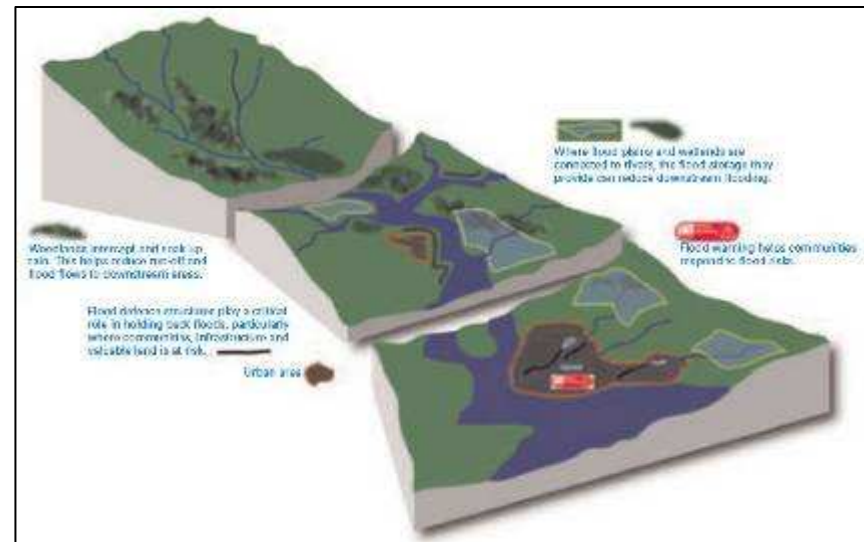 Where flood plains and wetlands are
connected to rivers, the flood storage they
provide can reduce downstream flooding.
Flood warning helps communities
respond to flood risks.
Woodlands intercept and soak up
rain. This helps reduce run-off and
flood flows to downstream areas.
Flood defence structures play a critical
role in holding back floods, particularly
where communities, infrastructure and
valuable land is at risk.
Urban area